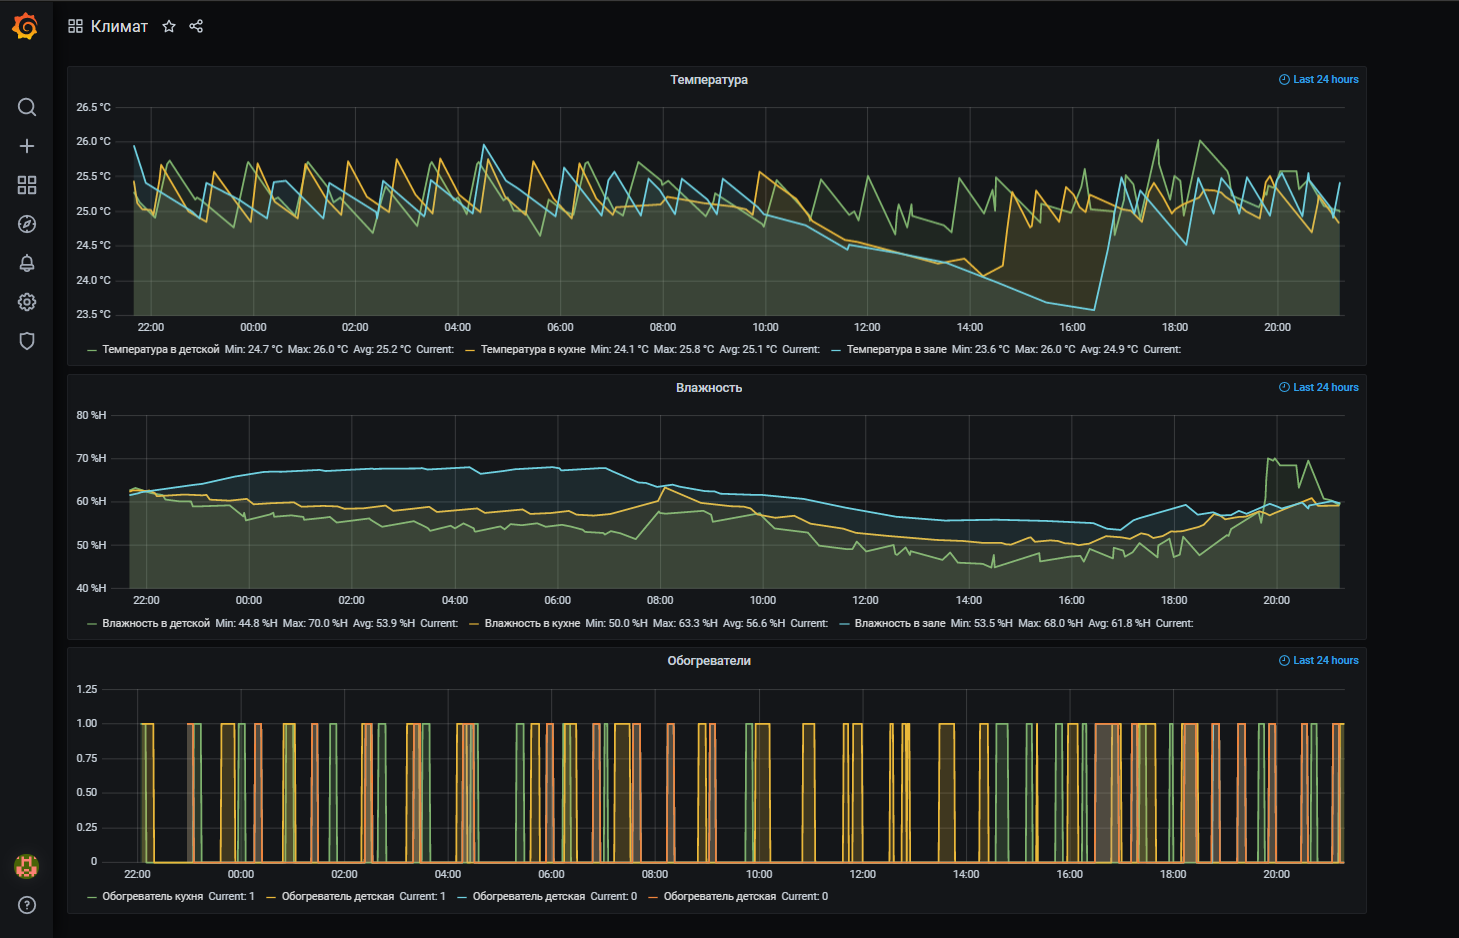 Климат
Температура
Last 24 hours
26.5 °C
26.0 °C
25.5 °C
25.0 °C
24.5 °C
24.0 °C
23.5 °C
22:00 00:00 02:00 04:00 06:00 08:00 10:00 12:00 14:00 16:00 18:00 20:00
Температура в детской Min: 24.7 °C Max: 26.0 °C Avg: 25.2 °C Current: Температура в кухне Min: 24.1 °C Max: 25.8 °C Avg: 25.1 °C Current: Температура в зале Min: 23.6 °C Max: 26.0 °C Avg: 24.9 °C Current:
Влажность
Last 24 hours
80 %H
70 %H
60 %H
50 %H
40 %H
22:00 00:00 02:00 04:00 06:00 08:00 10:00 12:00 14:00 16:00 18:00 20:00
Влажность в детской Min: 44.8 %H Max: 70.0 %H Avg: 53.9 %H Current: Влажность в кухне Min: 50.0 %H Max: 63.3 %H Avg: 56.6 %H Current: Влажность в зале Min: 53.5 %H Max: 68.0 %H Avg: 61.8 %H Current:
Обогреватели
Last 24 hours
1.25
1.00
0.75
0.50
0.25
0
22:00 00:00 02:00 04:00 06:00 08:00 10:00 12:00 14:00 16:00 18:00 20:00
Обогреватель кухня Current: 1 Обогреватель детская Current: 1 Обогреватель детская Current: 0 Обогреватель детская Current: 0